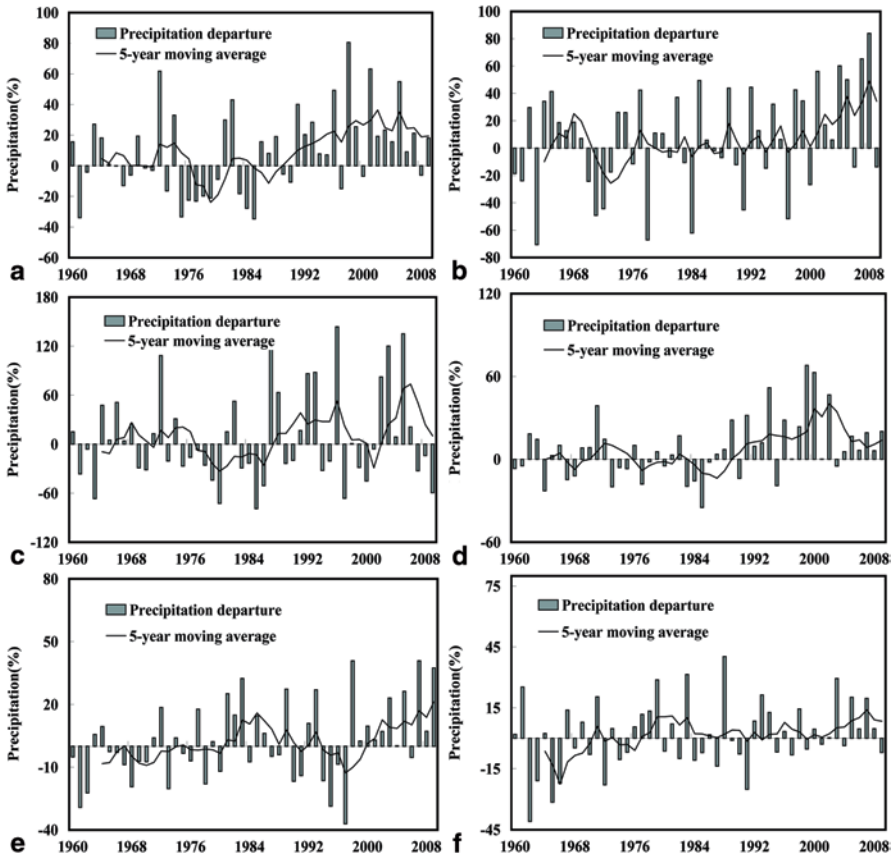 100
80
60
40
20
0
-20
-40
-60
Precipitation(%)
Precipitation departure
5-year moving average
1960 1968 1976 1984 1992 2000 2008
a
100
80
60
40
20
0
-20
-40
-60
-80
Precipitation(%)
Precipitation departure
5-year moving average
1960 1968 1976 1984 1992 2000 2008
b
180
120
60
0
-60
-120
Precipitation(%)
Precipitation departure
5-year moving average
1960 1968 1976 1984 1992 2000 2008
c
120
60
0
-60
Precipitation(%)
Precipitation departure
5-year moving average
1960 1968 1976 1984 1992 2000 2008
d
80
50
20
-10
-40
Precipitation(%)
Precipitation departure
5-year moving average
1960 1968 1976 1984 1992 2000 2008
e
75
45
15
-15
-45
Precipitation(%)
Precipitation departure
5-year moving average
1960 1968 1976 1984 1992 2000 2008
f